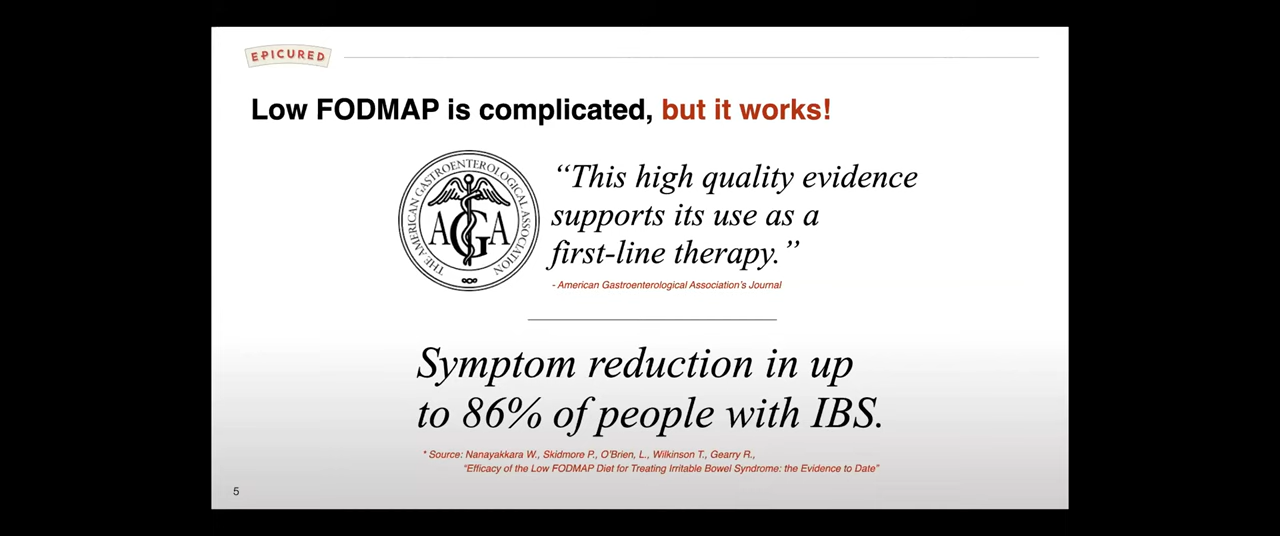 EPICURED
Low FODMAP is complicated, but it works!
THE AMERICAN GASTROENTEROLOGICAL ASSOCIATION
AGA
“This high quality evidence
supports its use as a
first-line therapy.”
- American Gastroenterological Association's Journal
Symptom reduction in up
to 86% of people with IBS.
* Source: Nanayakkara W., Skidmore P., O'Brien, L., Wilkinson T., Gearry R.,
“Efficacy of the Low FODMAP Diet for Treating Irritable Bowel Syndrome: the Evidence to Date”
5